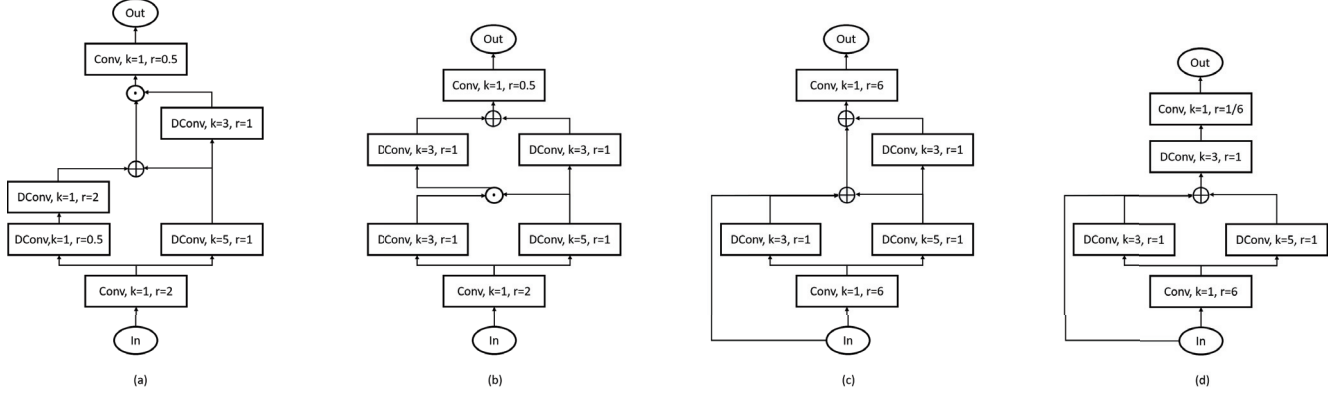 Out
Conv, k=1, r=0.5
DConv, k=3, r=1
DConv, k=1, r=2
DConv,k=1, r=0.5
DConv, k=5, r=1
Conv, k=1, r=2
In
(a)
Out
Conv, k=1, r=0.5
DConv, k=3, r=1
DConv, k=3, r=1
DConv, k=3, r=1
DConv, k=5, r=1
Conv, k=1, r=2
In
(b)
Out
Conv, k=1, r=6
DConv, k=3, r=1
DConv, k=3, r=1
DConv, k=5, r=1
Conv, k=1, r=6
In
(c)
Out
Conv, k=1, r=1/6
DConv, k=3, r=1
DConv, k=3, r=1
DConv, k=5, r=1
Conv, k=1, r=6
In
(d)